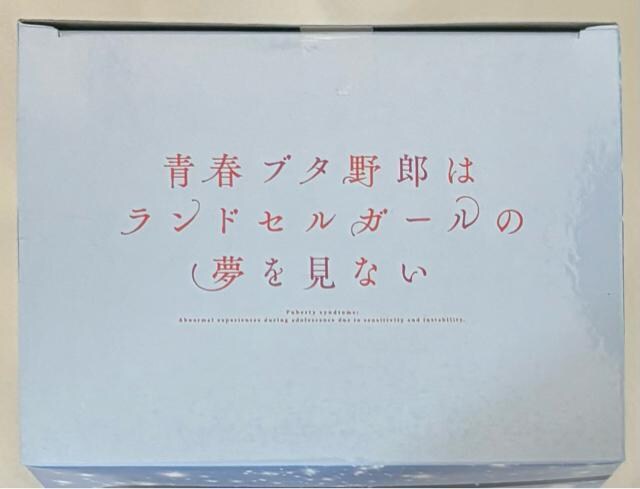 青春ブタ野郎は
ランドセルガールの
夢を見ない
Puberty syndrome:
Abnormal experiences during adolescence due to sensitivity and instability.